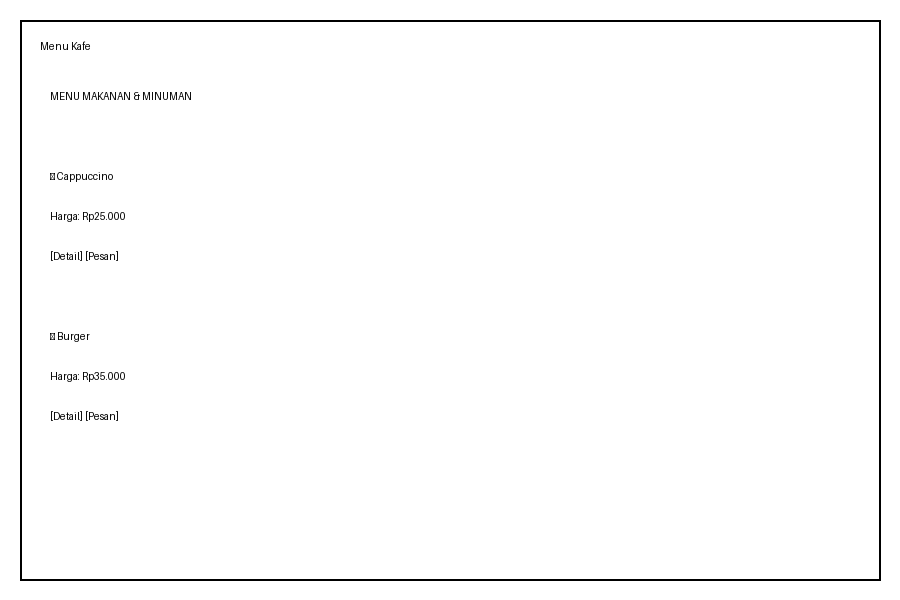 Menu Kafe
MENU MAKANAN & MINUMAN
Cappuccino
Harga: Rp25.000
[Detail] [Pesan]
Burger
Harga: Rp35.000
[Detail] [Pesan]